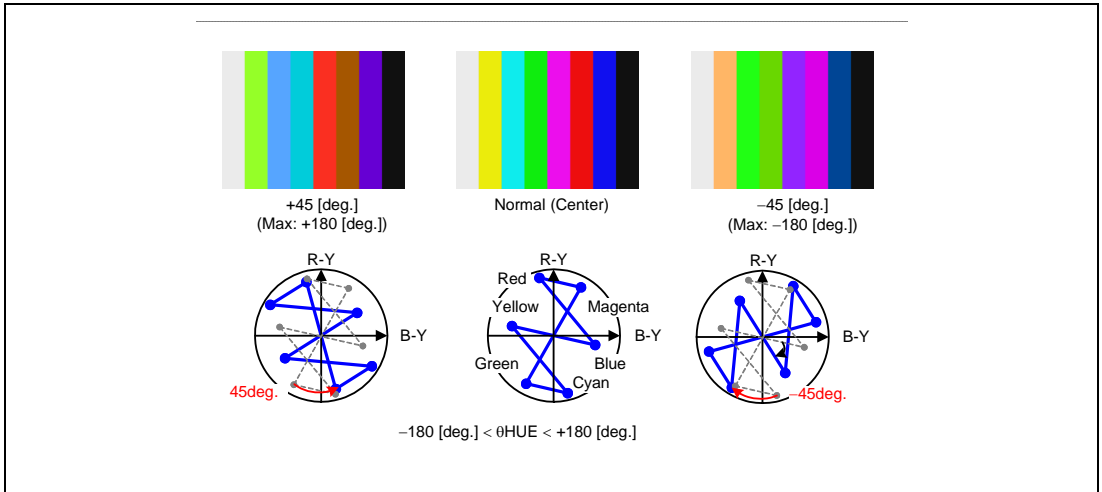 +45 [deg.]
(Max: +180 [deg.])
Normal (Center)
−45 [deg.]
(Max: −180 [deg.])
R-Y
B-Y
45deg.
R-Y
Red
Yellow
Magenta
B-Y
Green
Blue
Cyan
R-Y
B-Y
−45deg.
−180 [deg.] < θHUE < +180 [deg.]